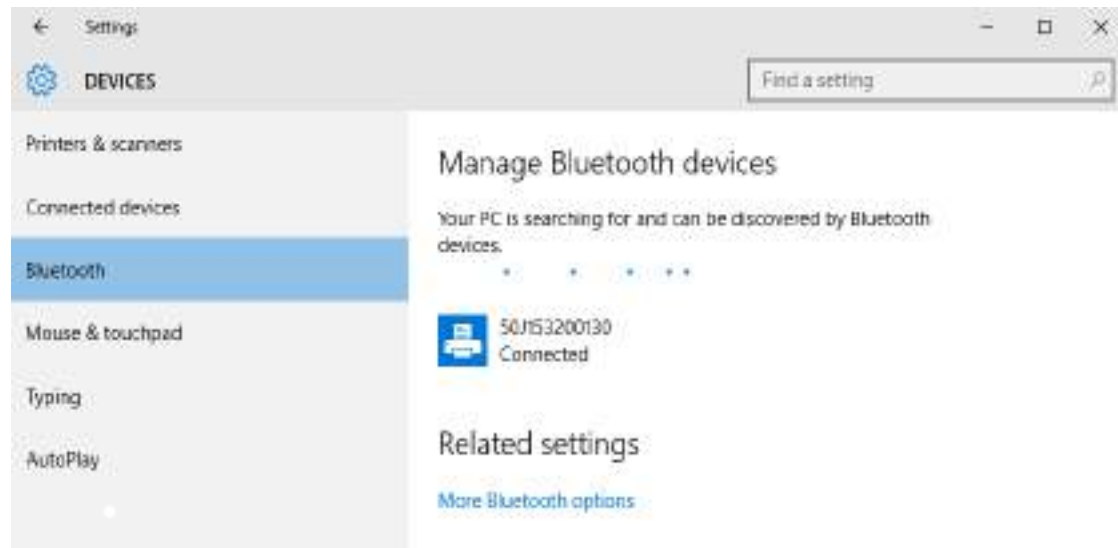 Settings
DEVICES
Find a setting
Printers & scanners
Connected devices
Bluetooth
Mouse & touchpad
Typing
AutoPlay
Manage Bluetooth devices
Your PC is searching for and can be discovered by Bluetooth
devices.
50J153200130
Connected
Related settings
More Bluetooth options